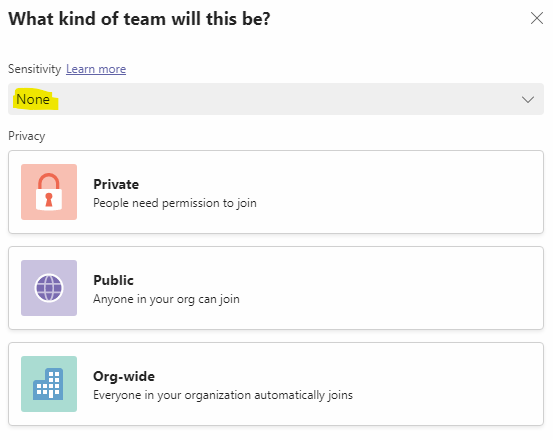 What kind of team will this be?
Sensitivity Learn more
None
Privacy
Private
People need permission to join
Public
Anyone in your org can join
Org-wide
Everyone in your organization automatically joins